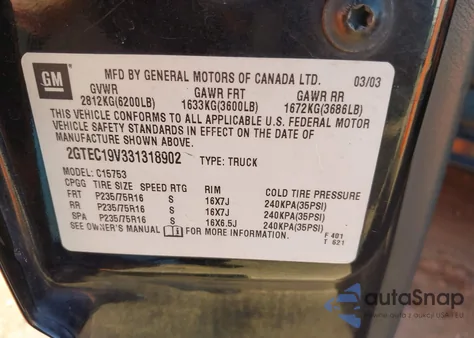 GM
MFD BY GENERAL MOTORS OF CANADA LTD. 03/03
GVWR GAWR FRT GAWR RR
2812KG(6200LB) 1633KG(3600LB) 1672KG(3686LB)
THIS VEHICLE CONFORMS TO ALL APPLICABLE U.S. FEDERAL MOTOR
VEHICLE SAFETY STANDARDS IN EFFECT ON THE DATE OF
MANUFACTURE SHOWN ABOVE.
2GTEC19V331318902 TYPE: TRUCK
MODEL: C15753
CPGG TIRE SIZE SPEED RTG RIM COLD TIRE PRESSURE
FRT P235/75R16 S 16X7J 240KPA(35PSI)
RR P235/75R16 S 16X7J 240KPA(35PSI)
SPA P235/75R16 S 16X6.5J 240KPA(35PSI)
SEE OWNER'S MANUAL FOR MORE INFORMATION.
F 401
T 621
autoSnap